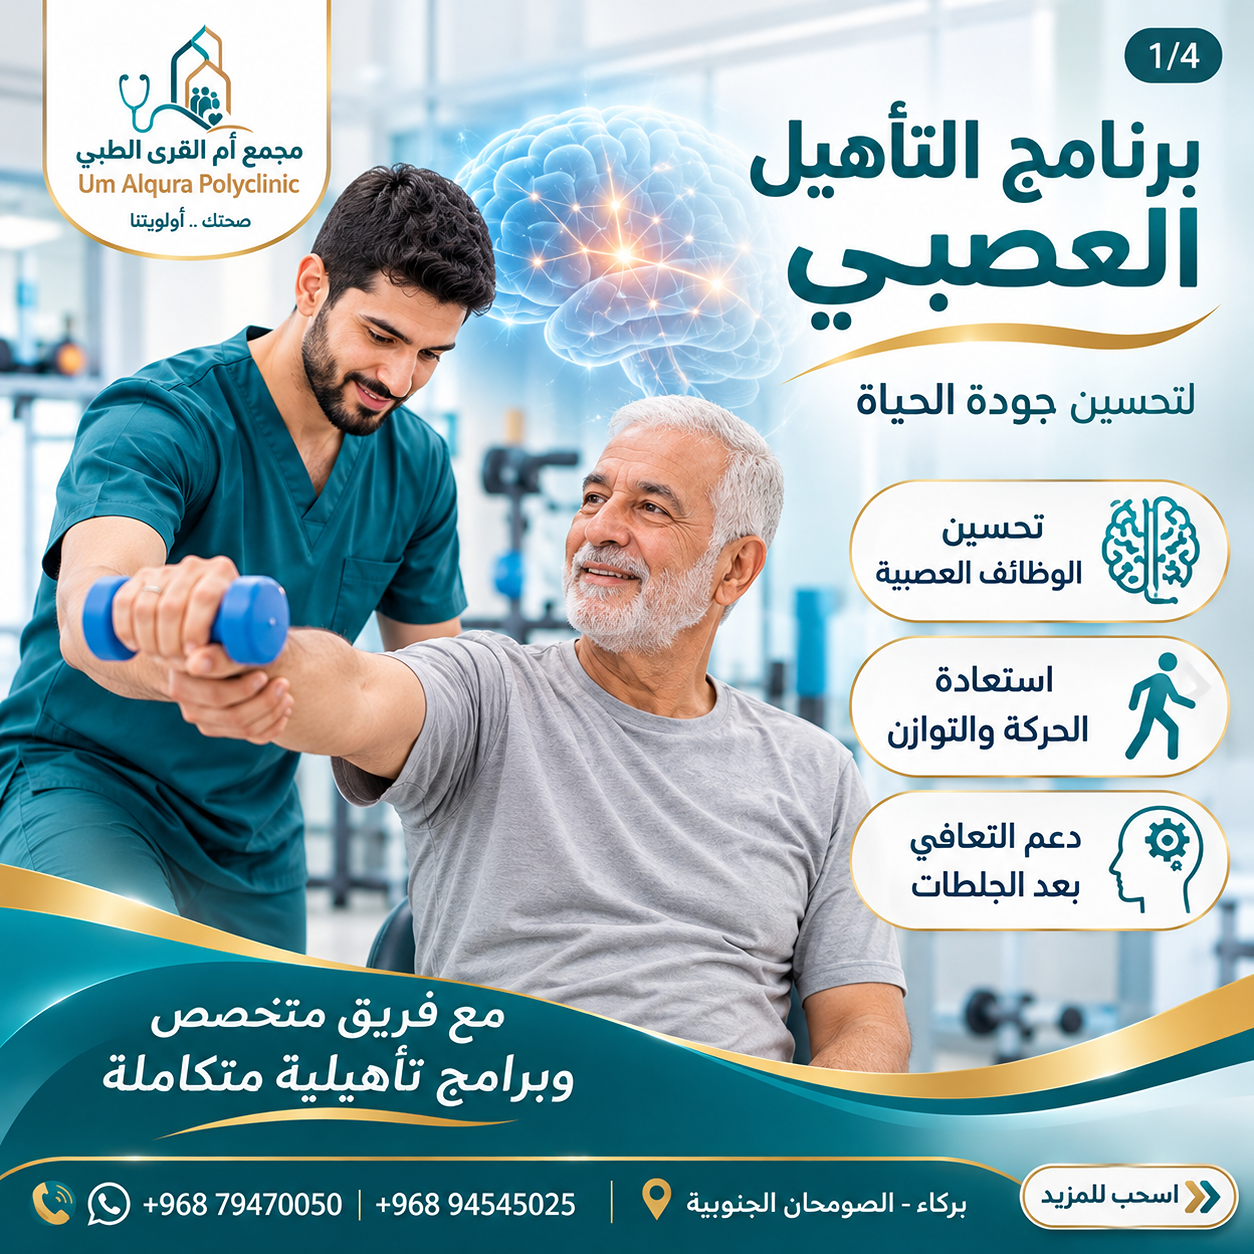 مجمع أم القرى الطبي
Um Alqura Polyclinic
صحتك .. أولويتنا
1/4
برنامج التأهيل
العصبي
لتحسين جودة الحياة
تحسين
الوظائف العصبية
استعادة
الحركة والتوازن
دعم التعافي
بعد الجلطات
مع فريق متخصص
وبرامج تأهيلية متكاملة
+968 79470050 | +968 94545025
بركاء - الصومحان الجنوبية
اسحب للمزيد